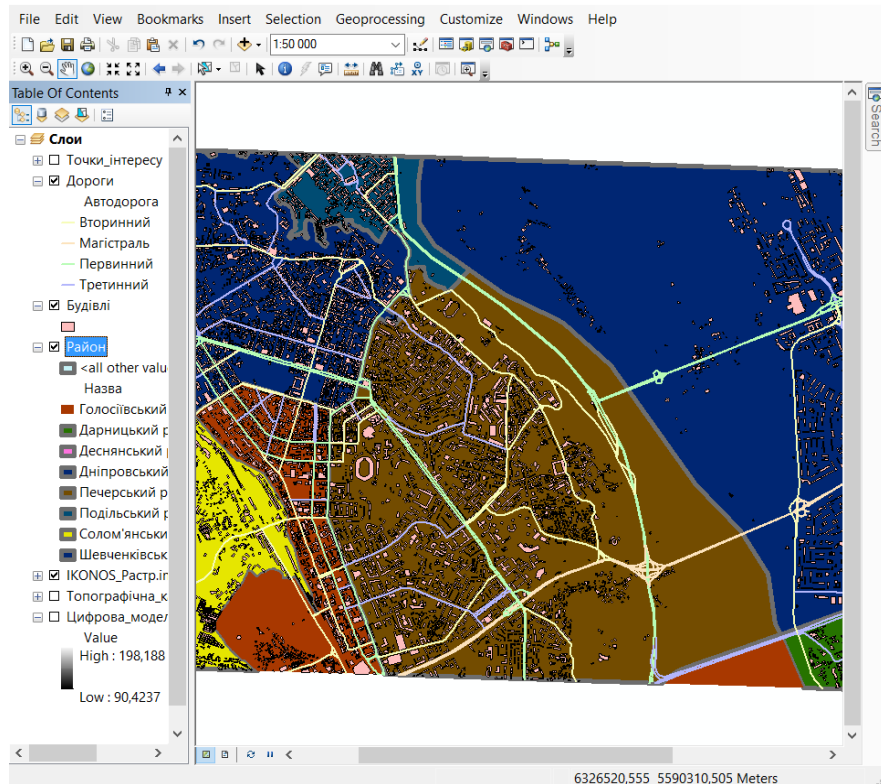 File Edit View Bookmarks Insert Selection Geoprocessing Customize Windows Help
1:50 000
Table Of Contents
Слои
Точки_інтересу
Дороги
Автодорога
Вторинний
Магістраль
Первинний
Третинний
Будівлі
Район
<all other valu
Назва
Голосіївський
Дарницький р
Деснянський
Дніпровський
Печерський р
Подільський р
Солом'янськи
Шевченківськ
IKONOS_Растр.ir
Топографічна_к
Цифрова_модел
Value
High : 198,188
Low : 90,4237
Search
6326520,555 5590310,505 Meters